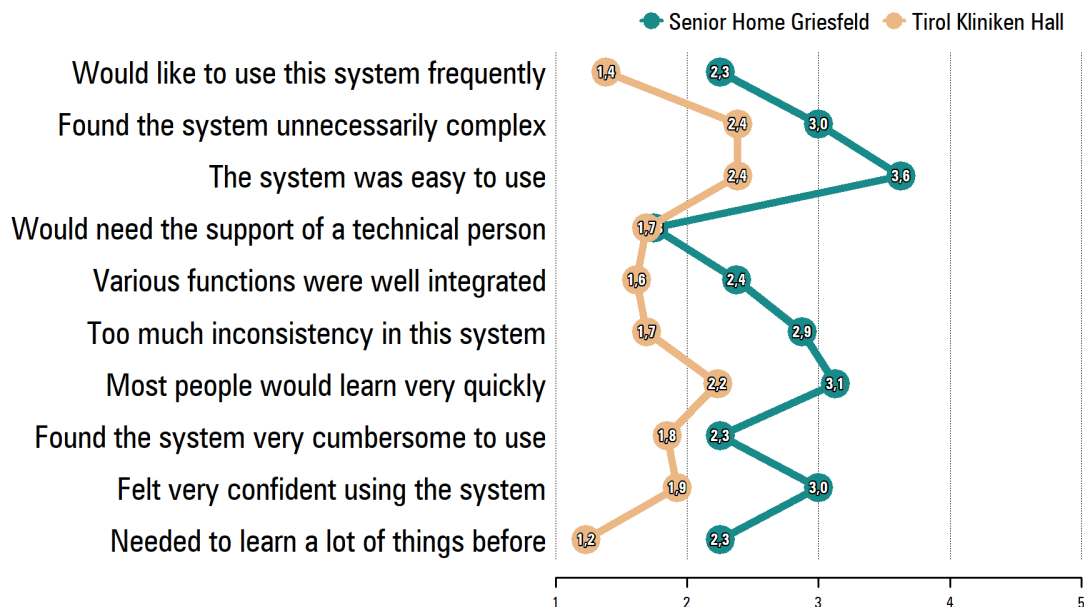 Senior Home Griesfeld Tirol Kliniken Hall
Would like to use this system frequently 1,4 2,3
Found the system unnecessarily complex 2,4 3,0
The system was easy to use 2,4 3,6
Would need the support of a technical person 1,7
Various functions were well integrated 1,6 2,4
Too much inconsistency in this system 1,7 2,9
Most people would learn very quickly 2,2 3,1
Found the system very cumbersome to use 1,8 2,3
Felt very confident using the system 1,9 3,0
Needed to learn a lot of things before 1,2 2,3
1 2 3 4 5